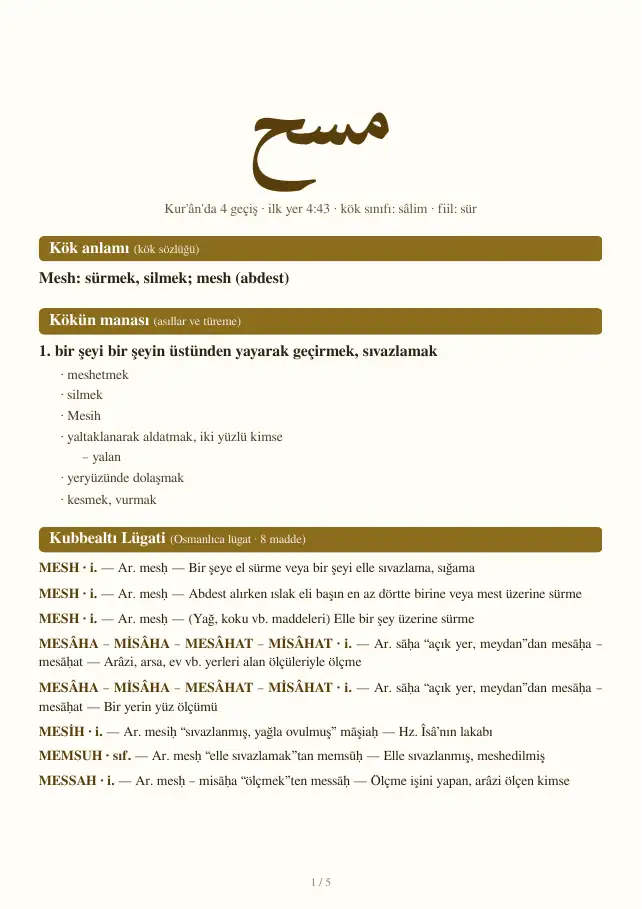 مسح
Kur'ân'da 4 geçiş · ilk yer 4:43 · kök sınıfı: sâlim · fiil: sür
Kök anlamı (kök sözlüğü)
Mesh: sürmek, silmek; mesh (abdest)
Kökün manası (asıllar ve türeme)
1. bir şeyi bir şeyin üstünden yayarak geçirmek, sıvazlamak
· meshetmek
· silmek
· Mesih
· yaltaklanarak aldatmak, iki yüzlü kimse
– yalan
· yeryüzünde dolaşmak
· kesmek, vurmak
Kubbealtı Lügati (Osmanlıca lügat · 8 madde)
MESH · i. — Ar. mesḥ — Bir şeye el sürme veya bir şeyi elle sıvazlama, sığama
MESH · i. — Ar. mesḥ — Abdest alırken ıslak eli başın en az dörtte birine veya mest üzerine sürme
MESH · i. — Ar. mesḥ — (Yağ, koku vb. maddeleri) Elle bir şey üzerine sürme
MESÂHA – MİSÂHA – MESÂHAT – MİSÂHAT · i. — Ar. sāḥa “açık yer, meydan”dan mesāḥa –
mesāḥat — Arâzi, arsa, ev vb. yerleri alan ölçüleriyle ölçme
MESÂHA – MİSÂHA – MESÂHAT – MİSÂHAT · i. — Ar. sāḥa “açık yer, meydan”dan mesāḥa –
mesāḥat — Bir yerin yüz ölçümü
MESİH · i. — Ar. mesiḥ “sıvazlanmış, yağla ovulmuş” māşiaḥ — Hz. Îsâ’nın lakabı
MEMSUH · sıf. — Ar. mesḥ “elle sıvazlamak”tan memsūḥ — Elle sıvazlanmış, meshedilmiş
MESSAH · i. — Ar. mesḥ – misāḥa “ölçmek”ten messāḥ — Ölçme işini yapan, arâzi ölçen kimse
1 / 5